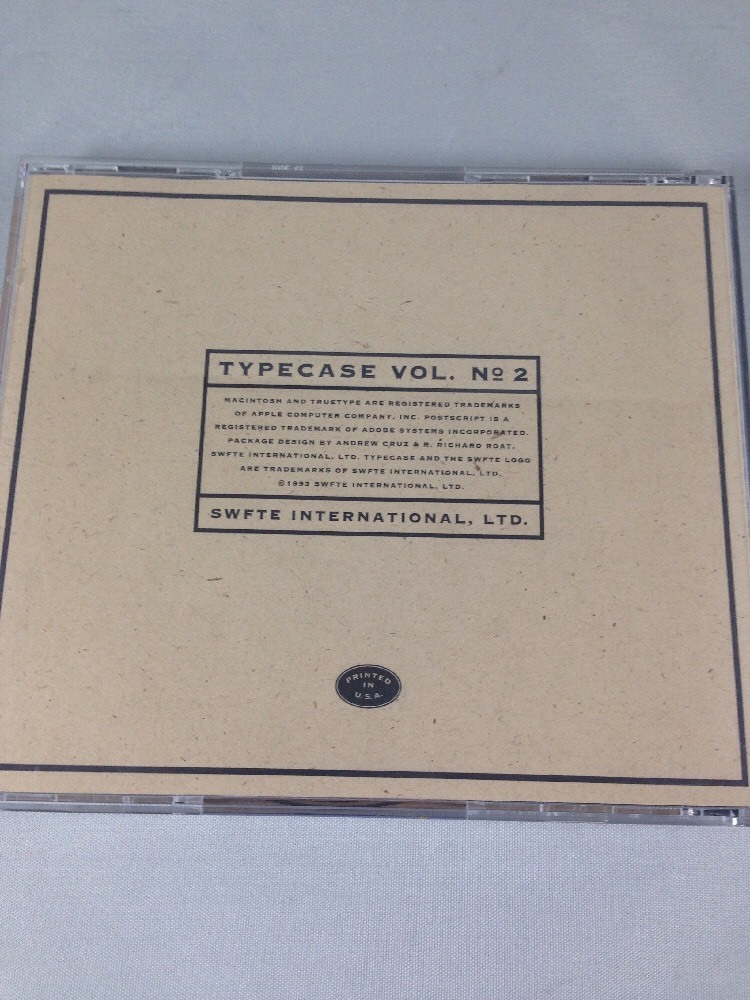 TYPECASE VOL. Nº 2
MACINTOSH AND TRUETYPE ARE REGISTERED TRADEMARKS
OF APPLE COMPUTER COMPANY, INC. POSTSCRIPT IS A
REGISTERED TRADEMARK OF ADOBE SYSTEMS INCORPORATED.
PACKAGE DESIGN BY ANDREW CRUZ & R. RICHARD ROAT,
SWFTE INTERNATIONAL, LTD. TYPECASE AND THE SWFTE LOGO
ARE TRADEMARKS OF SWFTE INTERNATIONAL, LTD.
©1993 SWFTE INTERNATIONAL, LTD.
SWFTE INTERNATIONAL, LTD.
PRINTED
IN
U.S.A.